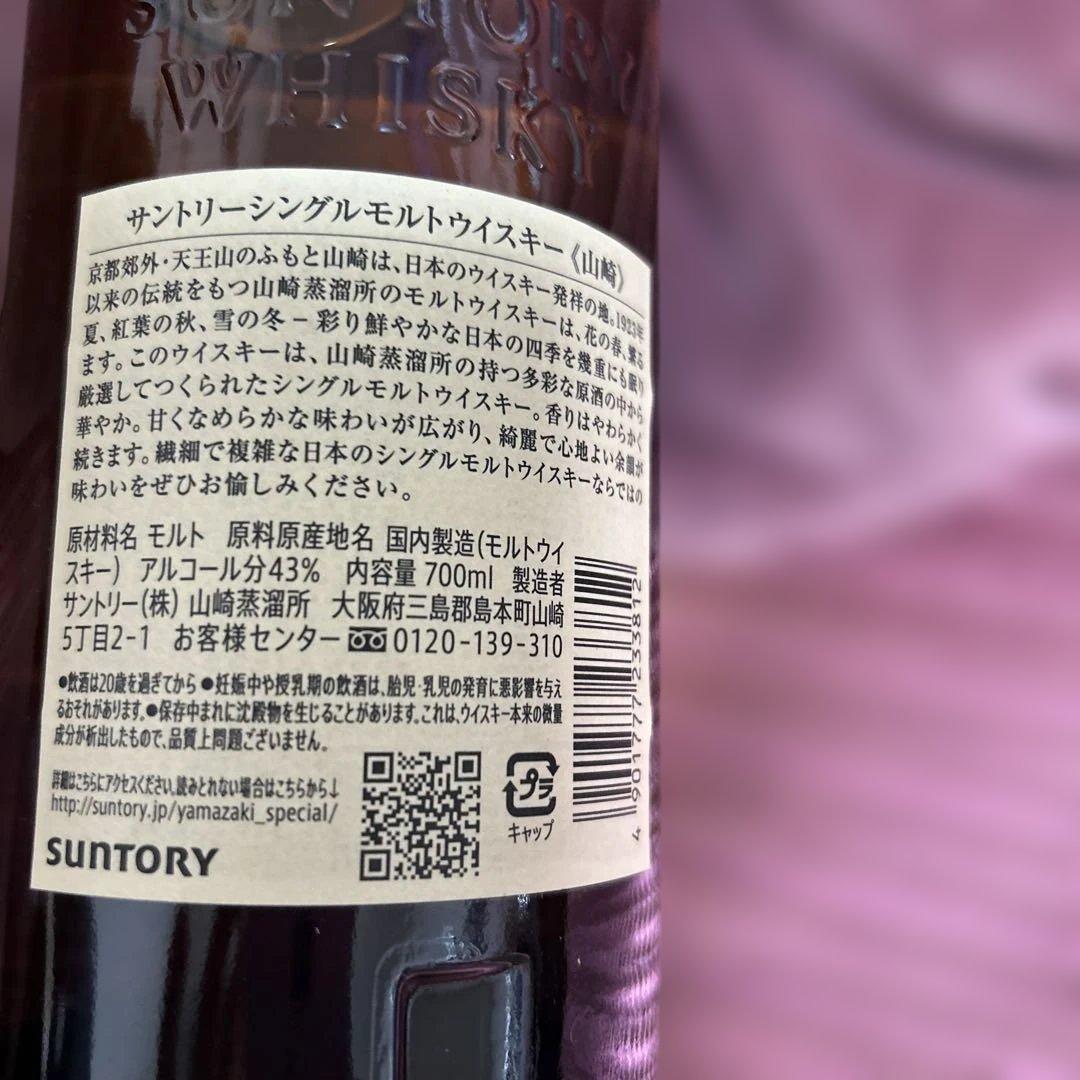 SUNTORY
WHISKY
サントリーシングルモルトウイスキー《山崎》
京都郊外・天王山のふもと山崎は、日本のウイスキー発祥の地。1923年
以来の伝統をもつ山崎蒸溜所のモルトウイスキーは、花の春、繁る
夏、紅葉の秋、雪の冬－彩り鮮やかな日本の四季を幾重にも眠り
ます。このウイスキーは、山崎蒸溜所の持つ多彩な原酒の中から
厳選してつくられたシングルモルトウイスキー。香りはやわらかく
華やか。甘くなめらかな味わいが広がり、綺麗で心地よい余韻が
続きます。繊細で複雑な日本のシングルモルトウイスキーならではの
味わいをぜひお愉しみください。
原材料名 モルト 原料原産地名 国内製造(モルトウイ
スキー) アルコール分43% 内容量 700ml 製造者
サントリー(株) 山崎蒸溜所 大阪府三島郡島本町山崎
5丁目2-1 お客様センター 0120-139-310
●飲酒は20歳を過ぎてから ●妊娠中や授乳期の飲酒は、胎児・乳児の発育に悪影響を与え
るおそれがあります。●保存中まれに沈殿物を生じることがあります。これは、ウイスキー本来の微量
成分が析出したもので、品質上問題ございません。
詳細はこちらにアクセスください。読みとれない場合はこちらから↓
http://suntory.jp/yamazaki_special/
SUNTORY
プラ
キャップ
4 901777 233812